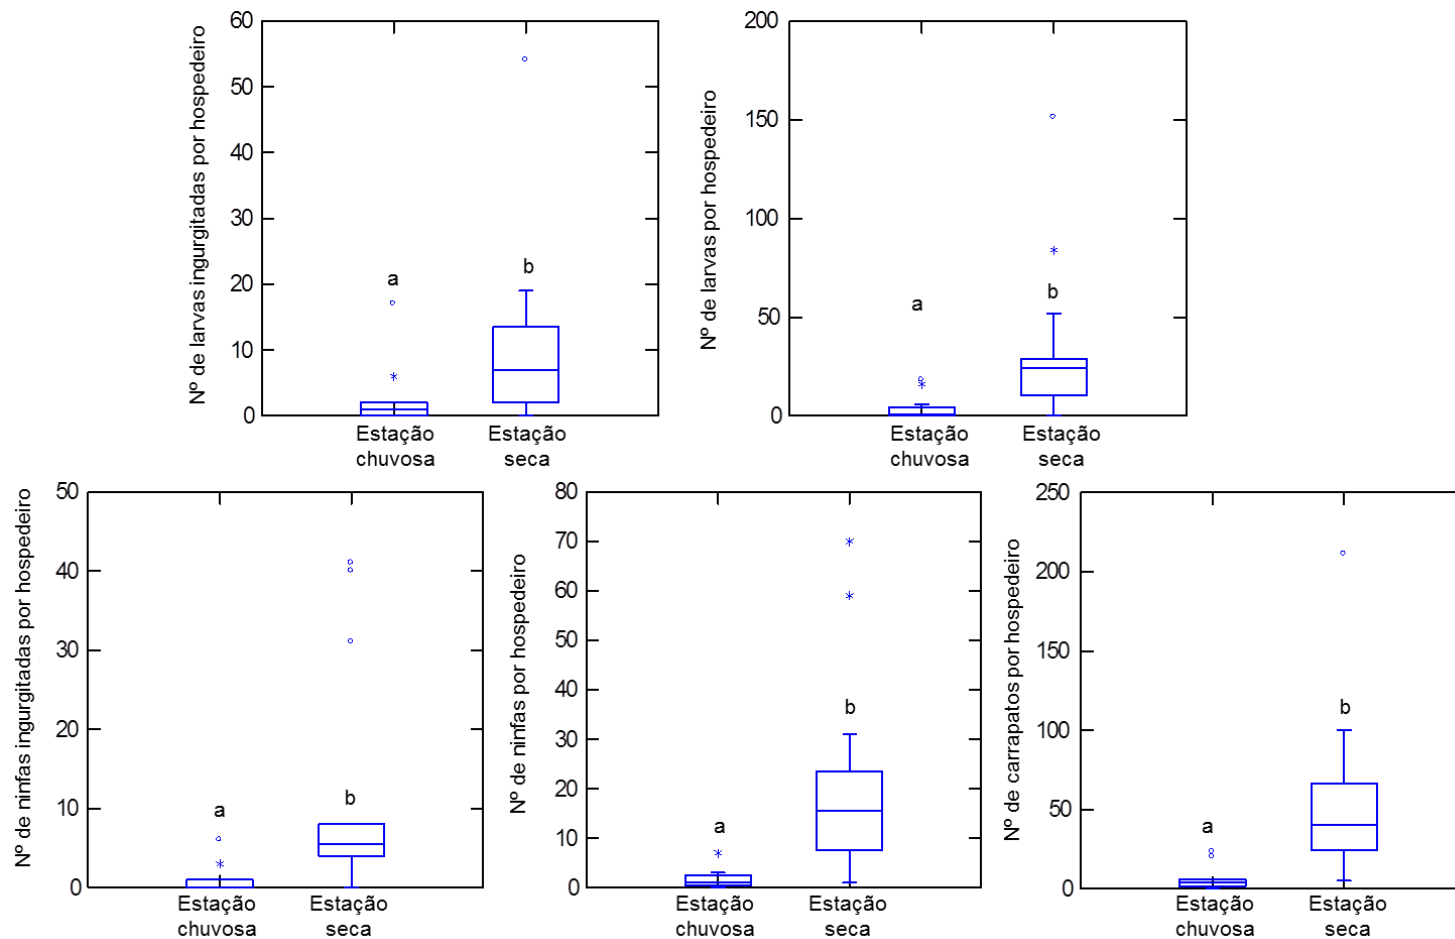 Nº de larvas ingurgitadas por hospedeiro
60
50
40
30
20
10
0
a
b
Estação
chuvosa
Estação
seca
Nº de larvas por hospedeiro
200
150
100
50
0
a
b
Estação
chuvosa
Estação
seca
Nº de ninfas ingurgitadas por hospedeiro
50
40
30
20
10
0
a
b
Estação
chuvosa
Estação
seca
Nº de ninfas por hospedeiro
80
70
60
50
40
30
20
10
0
a
b
Estação
chuvosa
Estação
seca
Nº de carrapatos por hospedeiro
250
200
150
100
50
0
a
b
Estação
chuvosa
Estação
seca